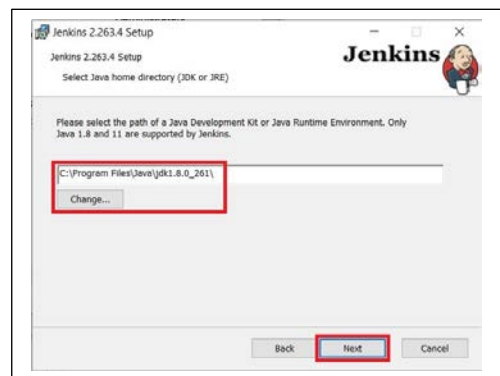 Jenkins 2.263.4 Setup
Jenkins 2.263.4 Setup
Jenkins
Select Java home directory (JDK or JRE)
Please select the path of a Java Development Kit or Java Runtime Environment. Only
Java 1.8 and 11 are supported by Jenkins.
C:\Program Files\Java\jdk1.8.0_261\
Change...
Back Next Cancel